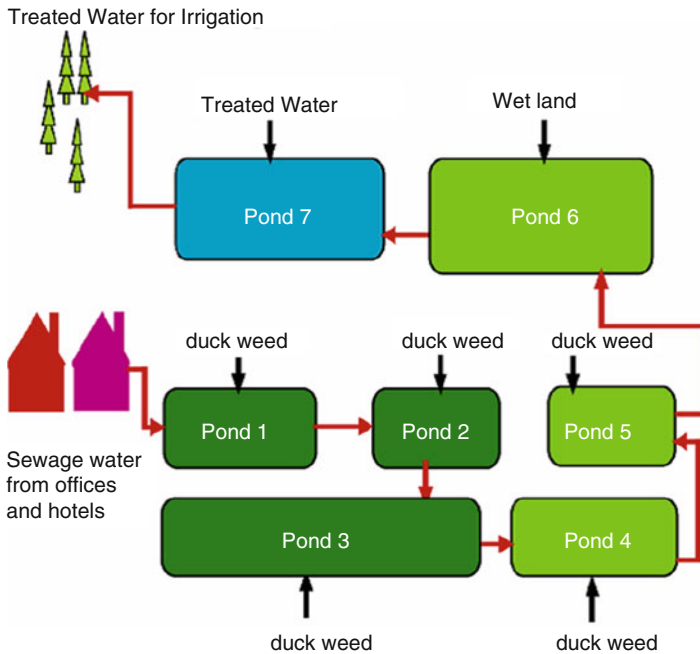 Treated Water for Irrigation
Treated Water
Wet land
Pond 7
Pond 6
duck weed
duck weed
duck weed
Pond 1
Pond 2
Pond 5
Sewage water
from offices
and hotels
Pond 3
Pond 4
duck weed
duck weed